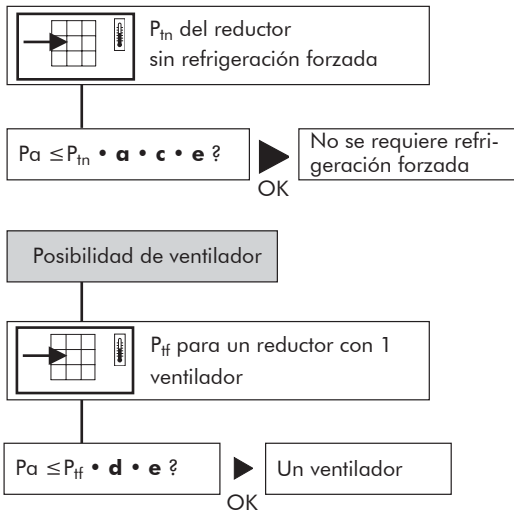 Ptn del reductor
sin refrigeración forzada
Pa ≤Ptn • a • c • e ?
OK
No se requiere refri-
geración forzada
Posibilidad de ventilador
Ptf para un reductor con 1
ventilador
Pa ≤Ptf • d • e ?
OK
Un ventilador